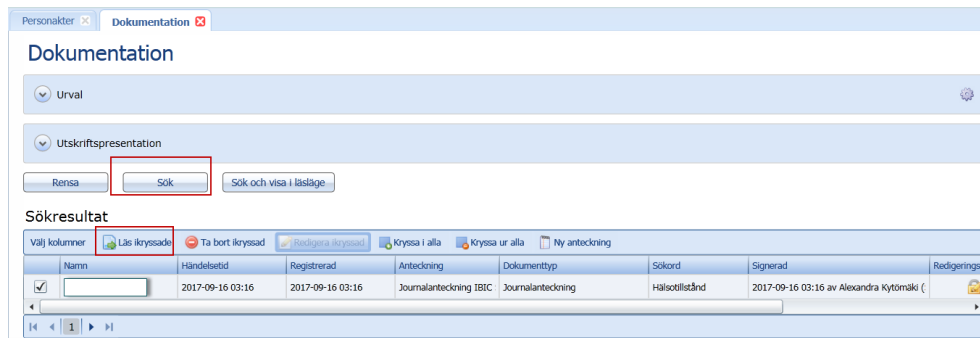 Personakter Dokumentation
Dokumentation
Urval
Utskriftspresentation
Rensa Sök Sök och visa i läsläge
Sökresultat
Välj kolumner Läs ikryssade Ta bort ikryssad Redigera ikryssad Kryssa i alla Kryssa ur alla Ny anteckning
Namn Händelsetid Registrerad Anteckning Dokumenttyp Sökord Signerad Redigerings
2017-09-16 03:16 2017-09-16 03:16 Journalanteckning IBIC Journalanteckning Hälsotillstånd 2017-09-16 03:16 av Alexandra Kytömäki (
1